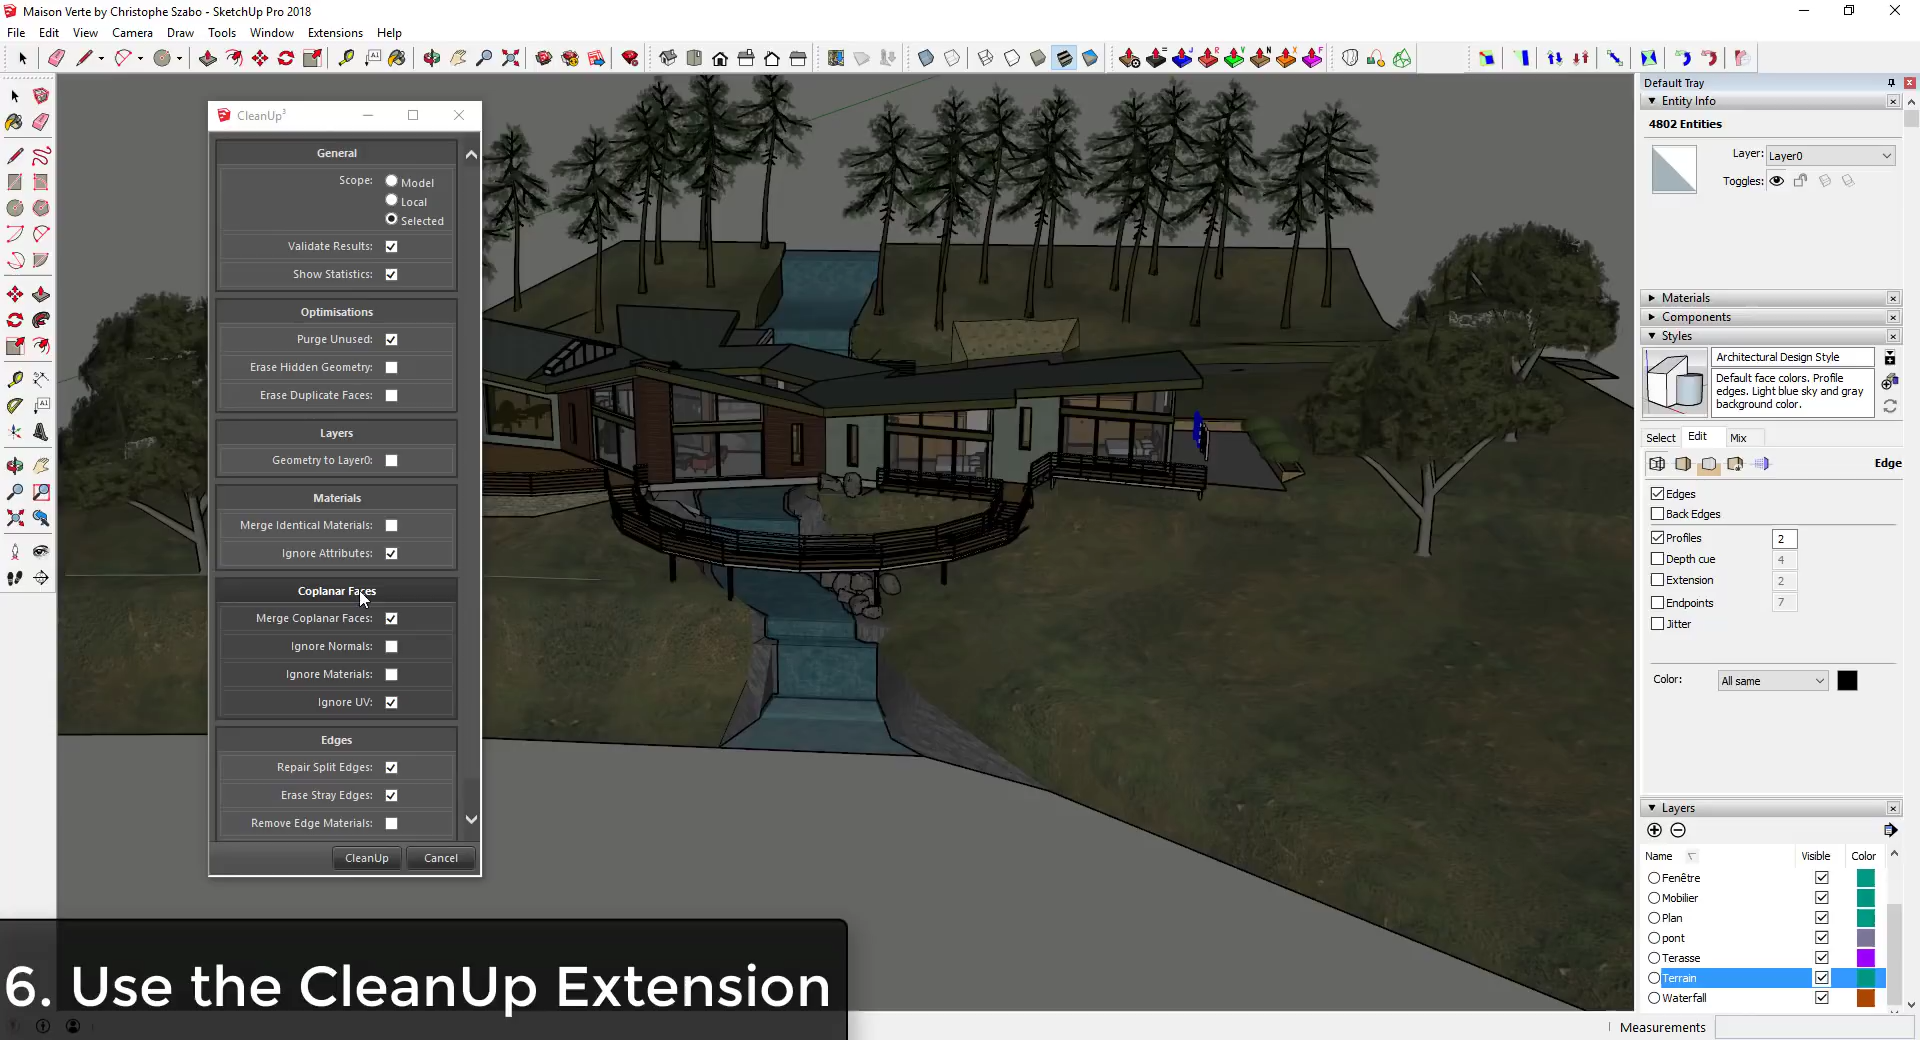 Maison Verte by Christophe Szabo - SketchUp Pro 2018
File Edit View Camera Draw Tools Window Extensions Help
CleanUp³
General
Scope: Model
Local
Selected
Validate Results:
Show Statistics:
Optimisations
Purge Unused:
Erase Hidden Geometry:
Erase Duplicate Faces:
Layers
Geometry to Layer0:
Materials
Merge Identical Materials:
Ignore Attributes:
Coplanar Faces
Merge Coplanar Faces:
Ignore Normals:
Ignore Materials:
Ignore UV:
Edges
Repair Split Edges:
Erase Stray Edges:
Remove Edge Materials:
CleanUp Cancel
Default Tray
Entity Info
4802 Entities
Layer: Layer0
Toggles:
Materials
Components
Styles
Architectural Design Style
Default face colors. Profile
edges. Light blue sky and gray
background color.
Select Edit Mix
Edge
Edges
Back Edges
Profiles 2
Depth cue 4
Extension 2
Endpoints 7
Jitter
Color: All same
Layers
Name Visible Color
Fenêtre
Mobilier
Plan
pont
Terasse
Terrain
Waterfall
6. Use the CleanUp Extension
Measurements